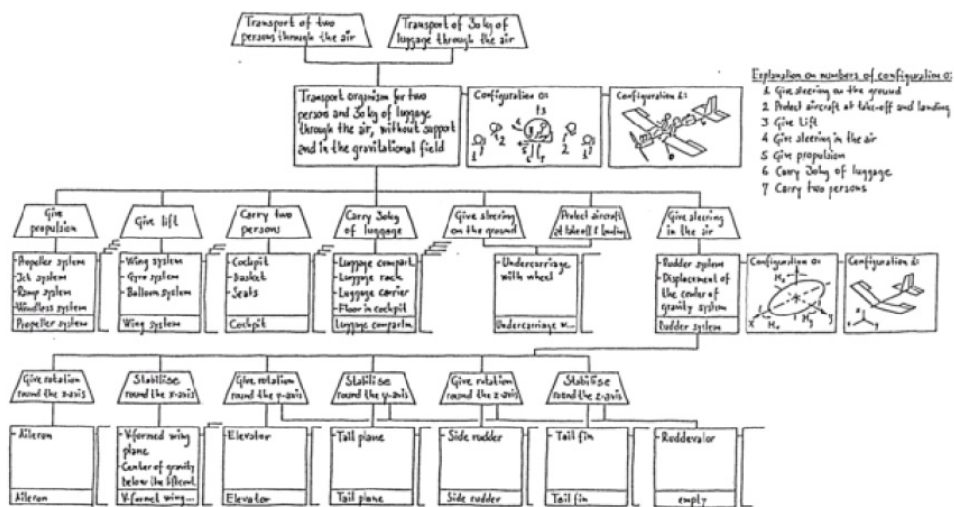 Transport of two
persons through the air
Transport of 30 kg of
luggage through the air
Transport organism for two
person and 30 kg of luggage
through the air, without support
and in the gravitational field
Configuration 0:
Configuration 1:
Explanation on numbers of configuration 0:
1 Give steering on the ground
2 Protect aircraft at take-off and landing
3 Give lift
4 Give steering in the air
5 Give propulsion
6 Carry 30 kg of luggage
7 Carry two persons
Give
propulsion
Give lift
Carry two
persons
Carry 30 kg
of luggage
Give steering
on the ground
Protect aircraft
at take-off & landing
Give steering
in the air
- Propeller system
- Jet system
- Ramp system
- Windless system
Propeller system
- Wing system
- Gyro system
- Balloon system
Wing system
- Cockpit
- Basket
- Seats
Cockpit
- Luggage compart.
- Luggage rack
- Luggage carrier
- Floor in cockpit
Luggage compartm.
- Undercarriage
with wheel
Undercarriage w...
- Rudder system
- Displacement of
the center of
gravity system
Rudder system
Configuration 0:
Configuration 1:
Give rotation
round the x-axis
Stabilise
round the x-axis
Give rotation
round the y-axis
Stabilise
round the y-axis
Give rotation
round the z-axis
Stabilise
round the z-axis
- Aileron
Aileron
- V-formed wing
plane
- Center of gravity
below the
V-formet wing...
- Elevator
Elevator
- Tail plane
Tail plane
- Side rudder
Side rudder
- Tail fin
Tail fin
- Ruddevator
empty